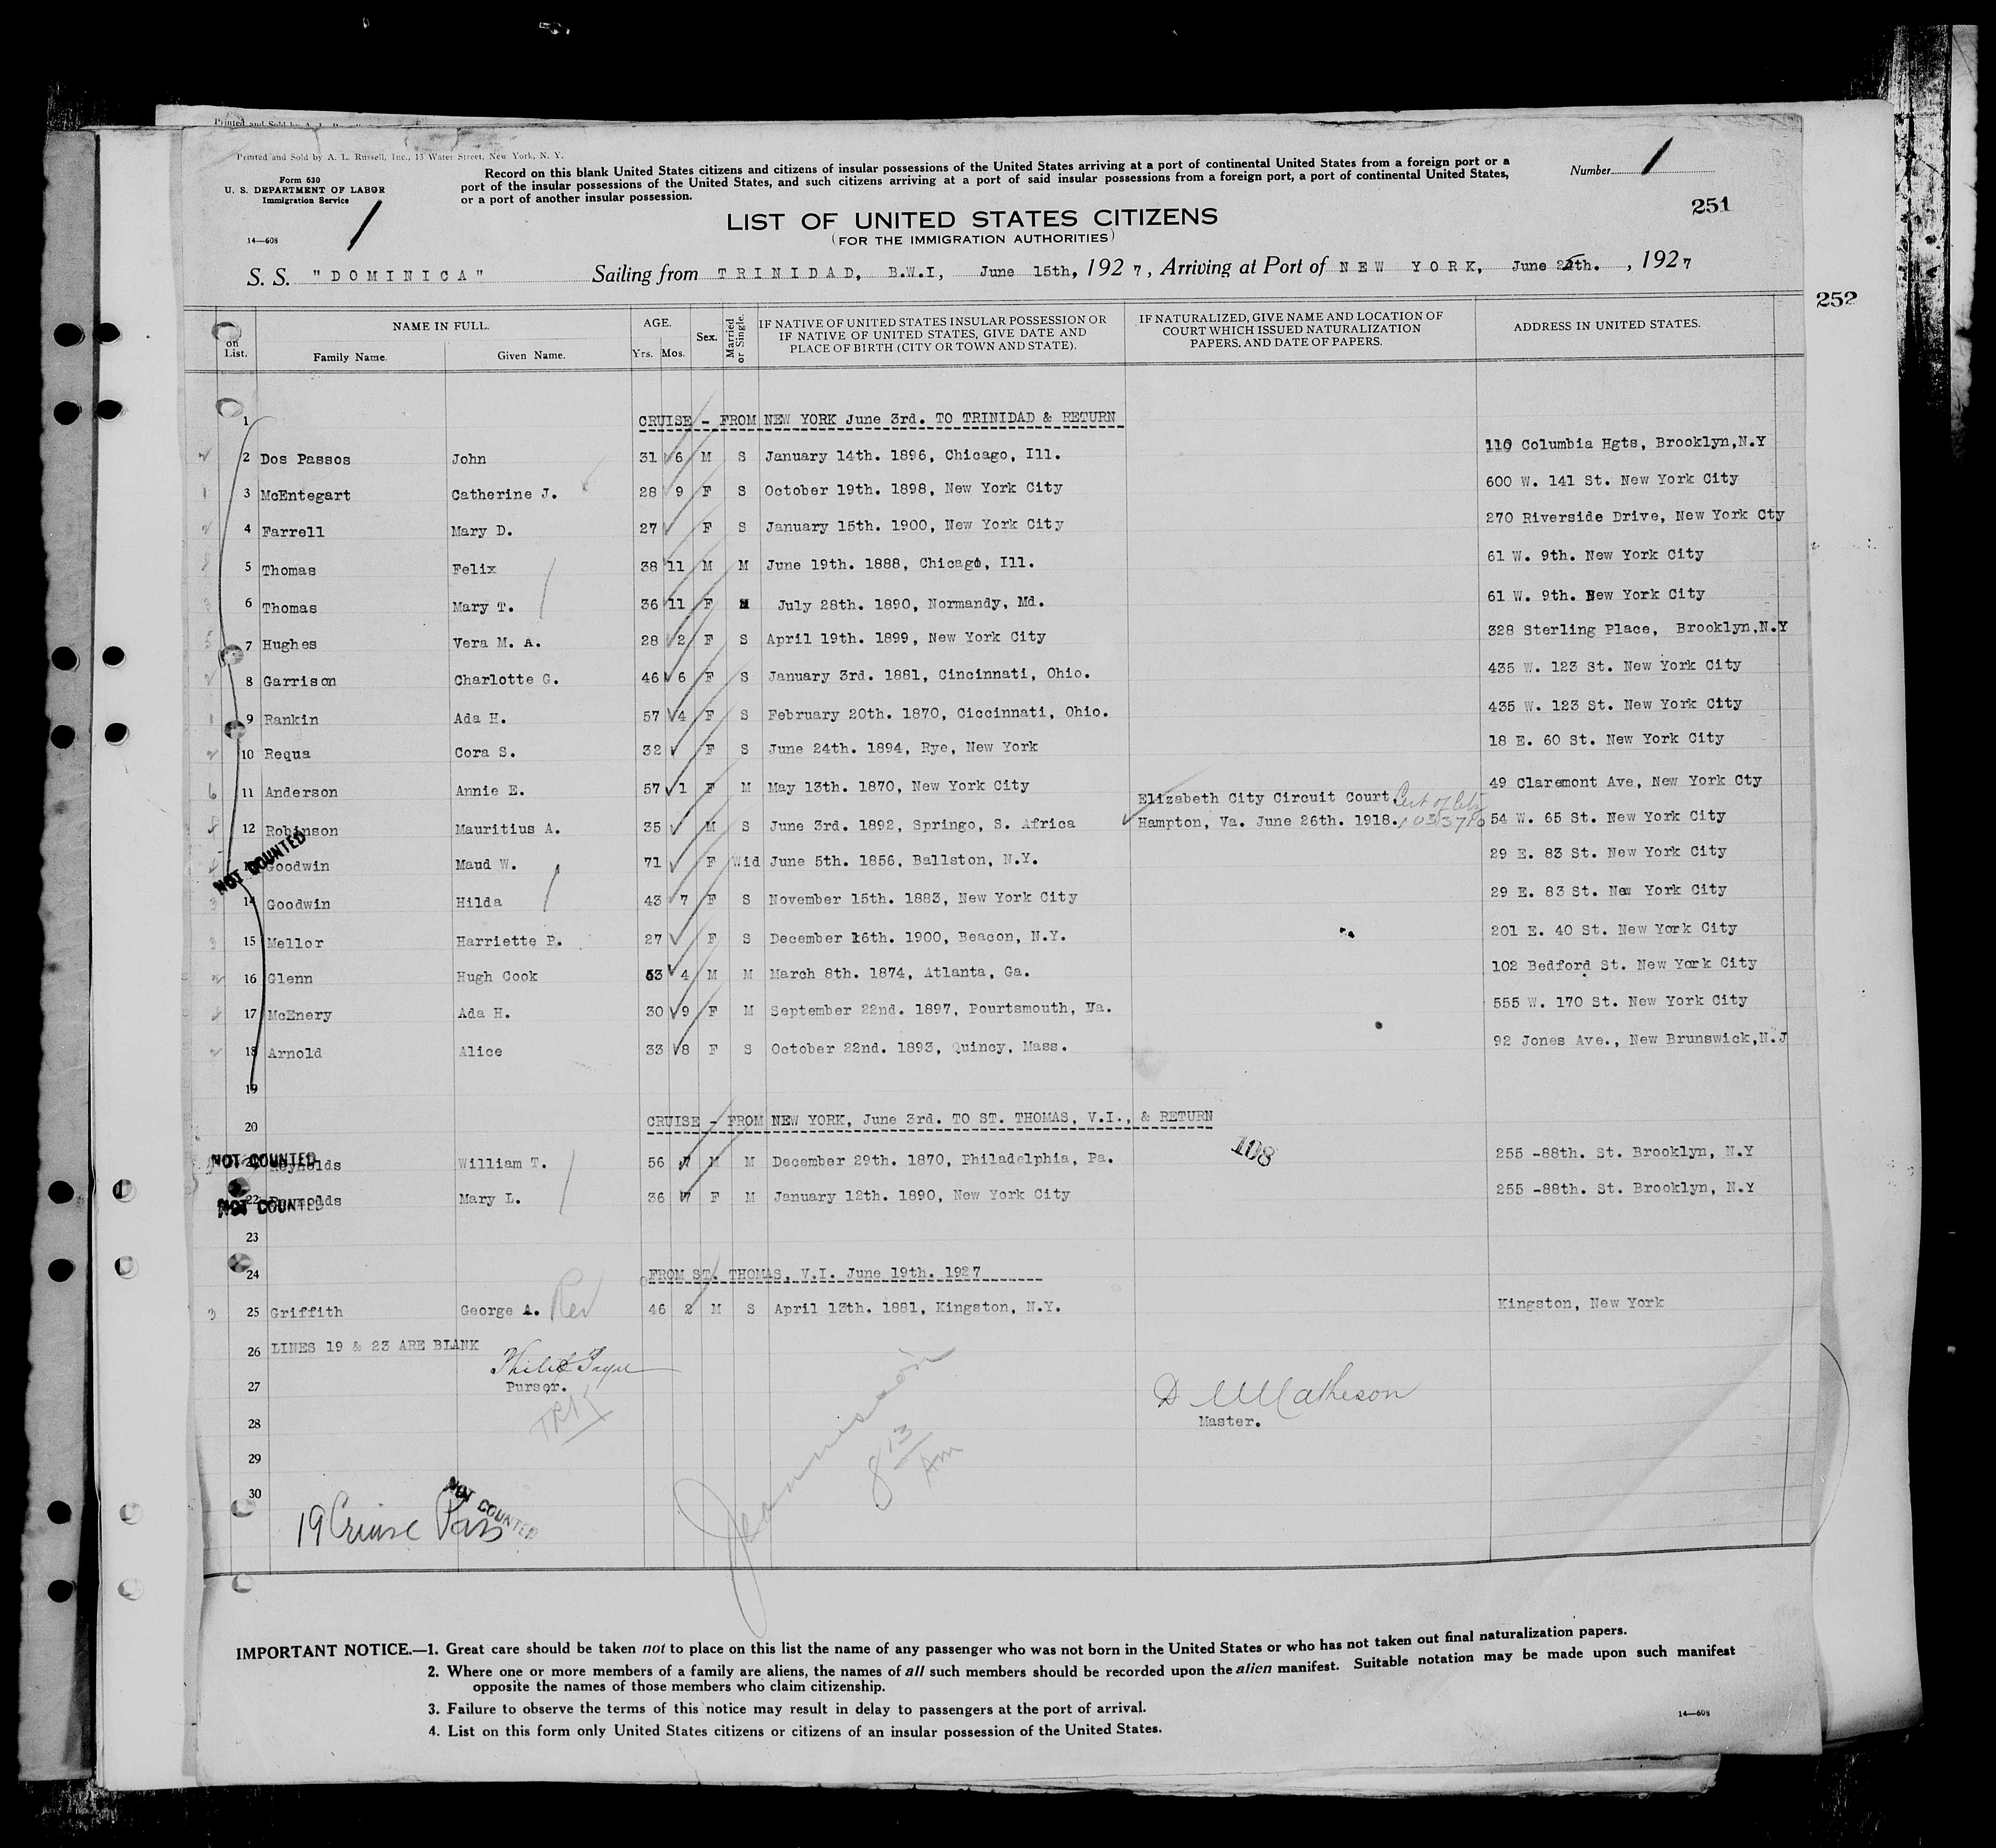 Printed and Sold by A. L. Russell, Inc., 13 Water Street, New York, N. Y.
Form 630
U. S. DEPARTMENT OF LABOR
Immigration Service
1
14—608
Record on this blank United States citizens and citizens of insular possessions of the United States arriving at a port of continental United States from a foreign port or a
port of the insular possessions of the United States, and such citizens arriving at a port of said insular possessions from a foreign port, a port of continental United States,
or a port of another insular possession.
Number 1
251
LIST OF UNITED STATES CITIZENS
(FOR THE IMMIGRATION AUTHORITIES)
S. S. "DOMINICA" Sailing from TRINIDAD, B.W.I, June 15th, 1927, Arriving at Port of NEW YORK, June 25th. , 1927
252
on List. NAME IN FULL. Family Name. Given Name. AGE. Yrs. Mos. Sex. Married or Single. IF NATIVE OF UNITED STATES INSULAR POSSESSION OR IF NATIVE OF UNITED STATES, GIVE DATE AND PLACE OF BIRTH (CITY OR TOWN AND STATE). IF NATURALIZED, GIVE NAME AND LOCATION OF COURT WHICH ISSUED NATURALIZATION PAPERS, AND DATE OF PAPERS. ADDRESS IN UNITED STATES.
1 CRUISE - FROM NEW YORK June 3rd. TO TRINIDAD & RETURN
2 Dos Passos John 31 6 M S January 14th. 1896, Chicago, Ill. 110 Columbia Hgts, Brooklyn,N.Y
3 McEntegart Catherine J. 28 9 F S October 19th. 1898, New York City 600 W. 141 St. New York City
4 Farrell Mary D. 27 F S January 15th. 1900, New York City 270 Riverside Drive, New York Cty
5 Thomas Felix 38 11 M M June 19th. 1888, Chicago, Ill. 61 W. 9th. New York City
6 Thomas Mary T. 36 11 F M July 28th. 1890, Normandy, Md. 61 W. 9th. New York City
7 Hughes Vera M. A. 28 2 F S April 19th. 1899, New York City 328 Sterling Place, Brooklyn,N.Y
8 Garrison Charlotte G. 46 6 F S January 3rd. 1881, Cincinnati, Ohio. 435 W. 123 St. New York City
9 Rankin Ada H. 57 4 F S February 20th. 1870, Ciccinnati, Ohio. 435 W. 123 St. New York City
10 Requa Cora S. 32 F S June 24th. 1894, Rye, New York 18 E. 60 St. New York City
11 Anderson Annie E. 57 1 F M May 13th. 1870, New York City 49 Claremont Ave, New York Cty
Elizabeth City Circuit Court
12 Robinson Mauritius A. 35 M S June 3rd. 1892, Springo, S. Africa Hampton, Va. June 26th. 1918. 54 W. 65 St. New York City
NOT COUNTED
Goodwin Maud W. 71 F Wid June 5th. 1856, Ballston, N.Y. 29 E. 83 St. New York City
14 Goodwin Hilda 43 7 F S November 15th. 1883, New York City 29 E. 83 St. New York City
15 Mellor Harriette P. 27 F S December 16th. 1900, Beacon, N.Y. 201 E. 40 St. New York City
16 Glenn Hugh Cook 53 4 M M March 8th. 1874, Atlanta, Ga. 102 Bedford St. New York City
17 McEnery Ada H. 30 9 F M September 22nd. 1897, Pourtsmouth, Va. 555 W. 170 St. New York City
18 Arnold Alice 33 8 F S October 22nd. 1893, Quincy, Mass. 92 Jones Ave., New Brunswick,N.J
19
20 CRUISE - FROM NEW YORK, June 3rd. TO ST. THOMAS, V.I., & RETURN
108
NOT COUNTED
Reynolds William T. 56 7 M M December 29th. 1870, Philadelphia, Pa. 255 -88th. St. Brooklyn, N.Y
22 Reynolds Mary L. 36 7 F M January 12th. 1890, New York City 255 -88th. St. Brooklyn, N.Y
NOT COUNTED
23
24 FROM ST. THOMAS, V.I. June 19th. 1927
25 Griffith George A. Rev 46 2 M S April 13th. 1881, Kingston, N.Y. Kingston, New York
26 LINES 19 & 23 ARE BLANK
27 Purser.
D Matheson
Master.
28
29
30
8 13 Am
NOT COUNTED
19 Cruise Pass
IMPORTANT NOTICE.—1. Great care should be taken not to place on this list the name of any passenger who was not born in the United States or who has not taken out final naturalization papers.
2. Where one or more members of a family are aliens, the names of all such members should be recorded upon the alien manifest. Suitable notation may be made upon such manifest
opposite the names of those members who claim citizenship.
3. Failure to observe the terms of this notice may result in delay to passengers at the port of arrival.
4. List on this form only United States citizens or citizens of an insular possession of the United States.
14—608